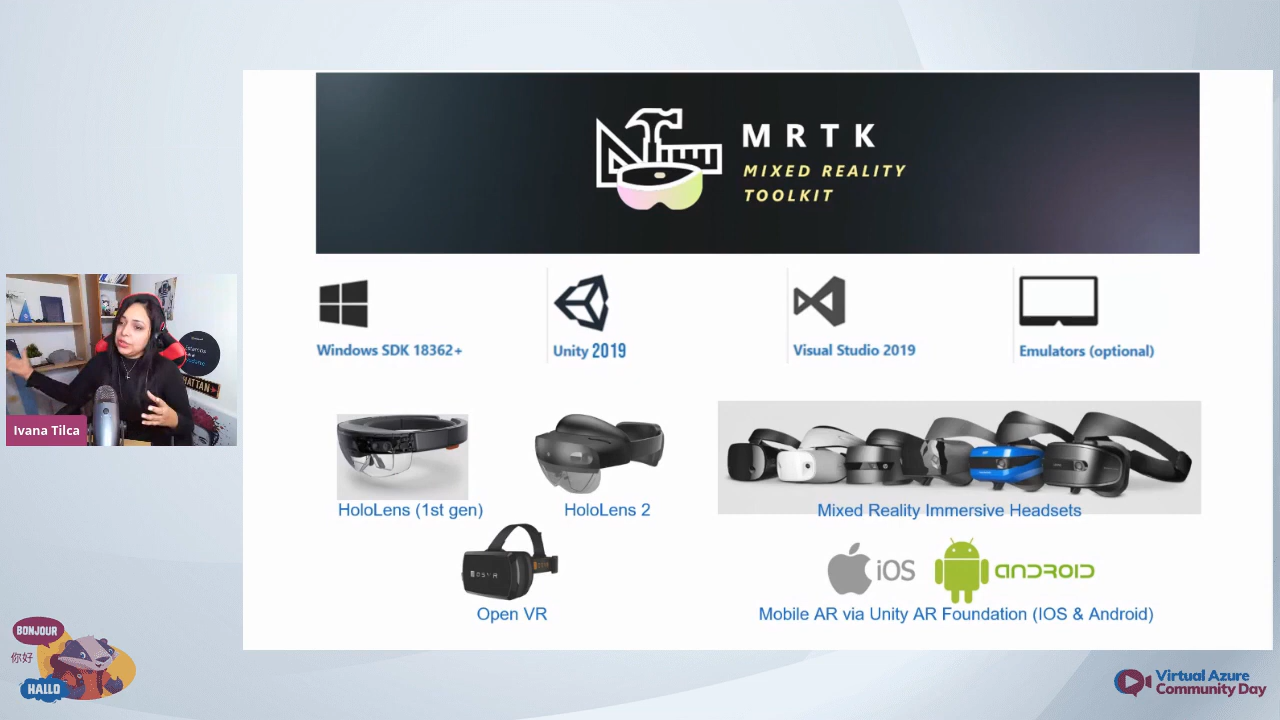 MRTK
MIXED REALITY
TOOLKIT
Windows SDK 18362+
Unity 2019
Visual Studio 2019
Emulators (optional)
HoloLens (1st gen)
HoloLens 2
Mixed Reality Immersive Headsets
Open VR
iOS
ANDROID
Mobile AR via Unity AR Foundation (IOS & Android)
Ivana Tilca
BONJOUR
你好
HALLO
Virtual Azure
Community Day